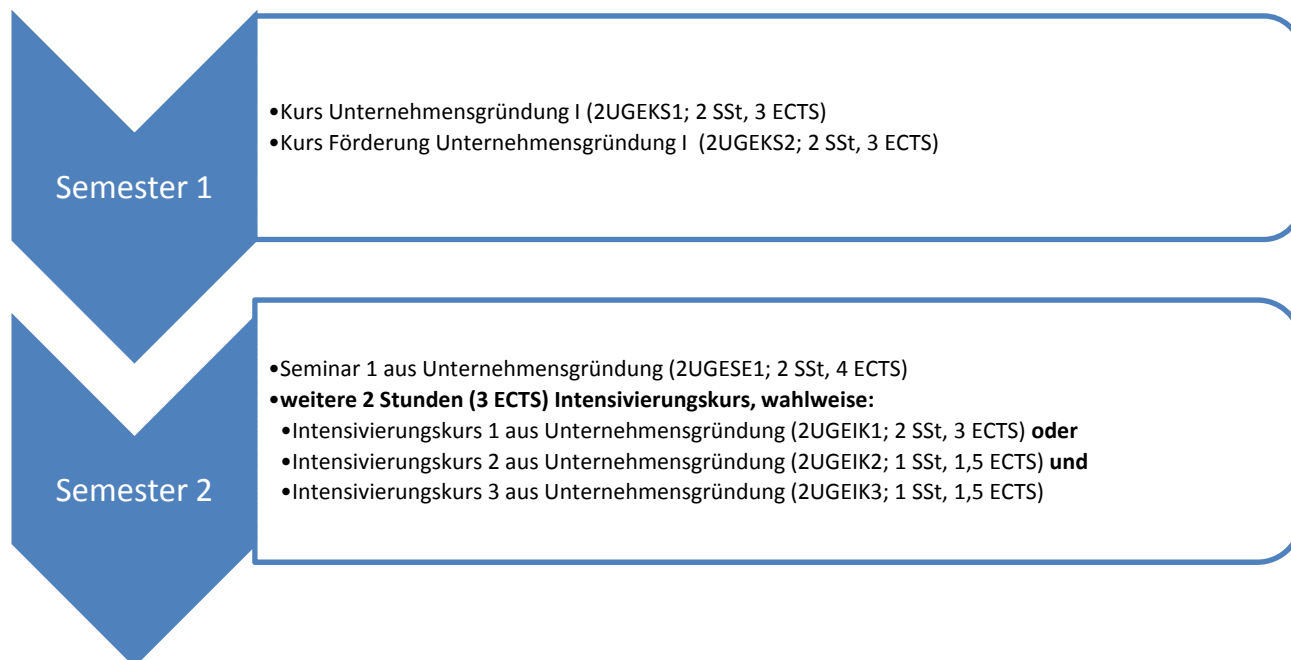 Semester 1
•Kurs Unternehmensgründung I (2UGEKS1; 2 SSt, 3 ECTS)
•Kurs Förderung Unternehmensgründung I  (2UGEKS2; 2 SSt, 3 ECTS)
Semester 2
•Seminar 1 aus Unternehmensgründung (2UGESE1; 2 SSt, 4 ECTS)
•weitere 2 Stunden (3 ECTS) Intensivierungskurs, wahlweise:
•Intensivierungskurs 1 aus Unternehmensgründung (2UGEIK1; 2 SSt, 3 ECTS) oder
•Intensivierungskurs 2 aus Unternehmensgründung (2UGEIK2; 1 SSt, 1,5 ECTS) und
•Intensivierungskurs 3 aus Unternehmensgründung (2UGEIK3; 1 SSt, 1,5 ECTS)